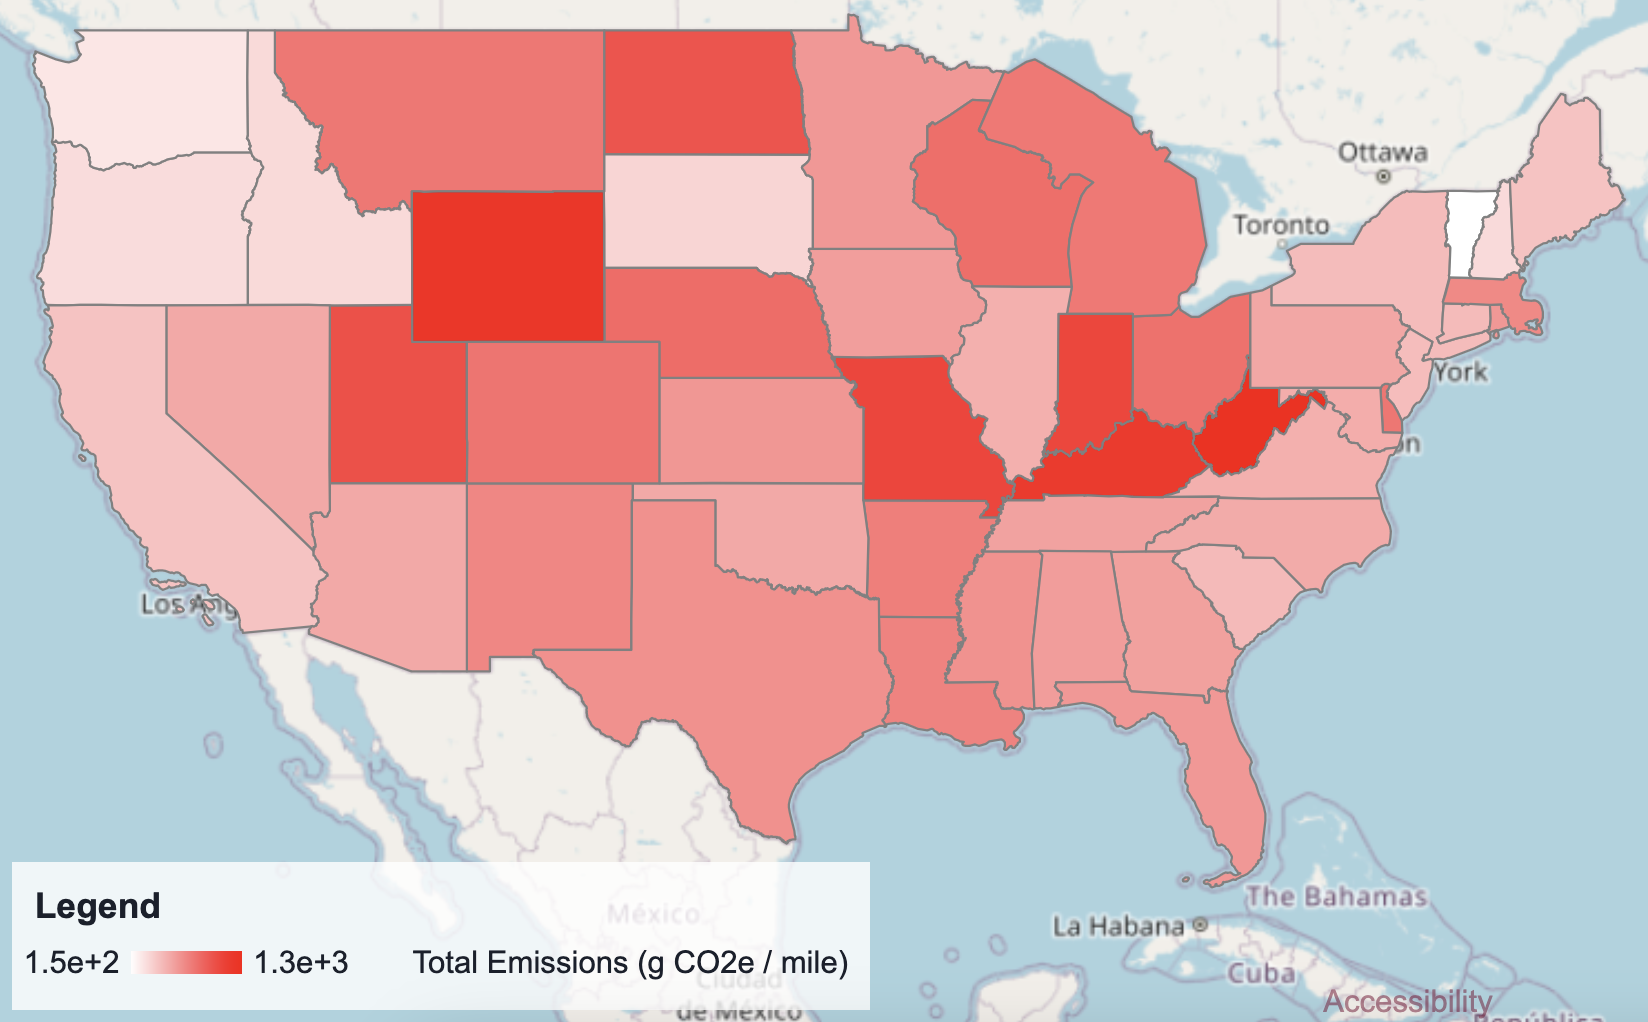 Ottawa
Toronto
York
on
Los Ang
The Bahamas
La Habana
Cuba
México
Ciudad
de México
Legend
1.5e+2 1.3e+3 Total Emissions (g CO2e / mile)
Accessibility
República